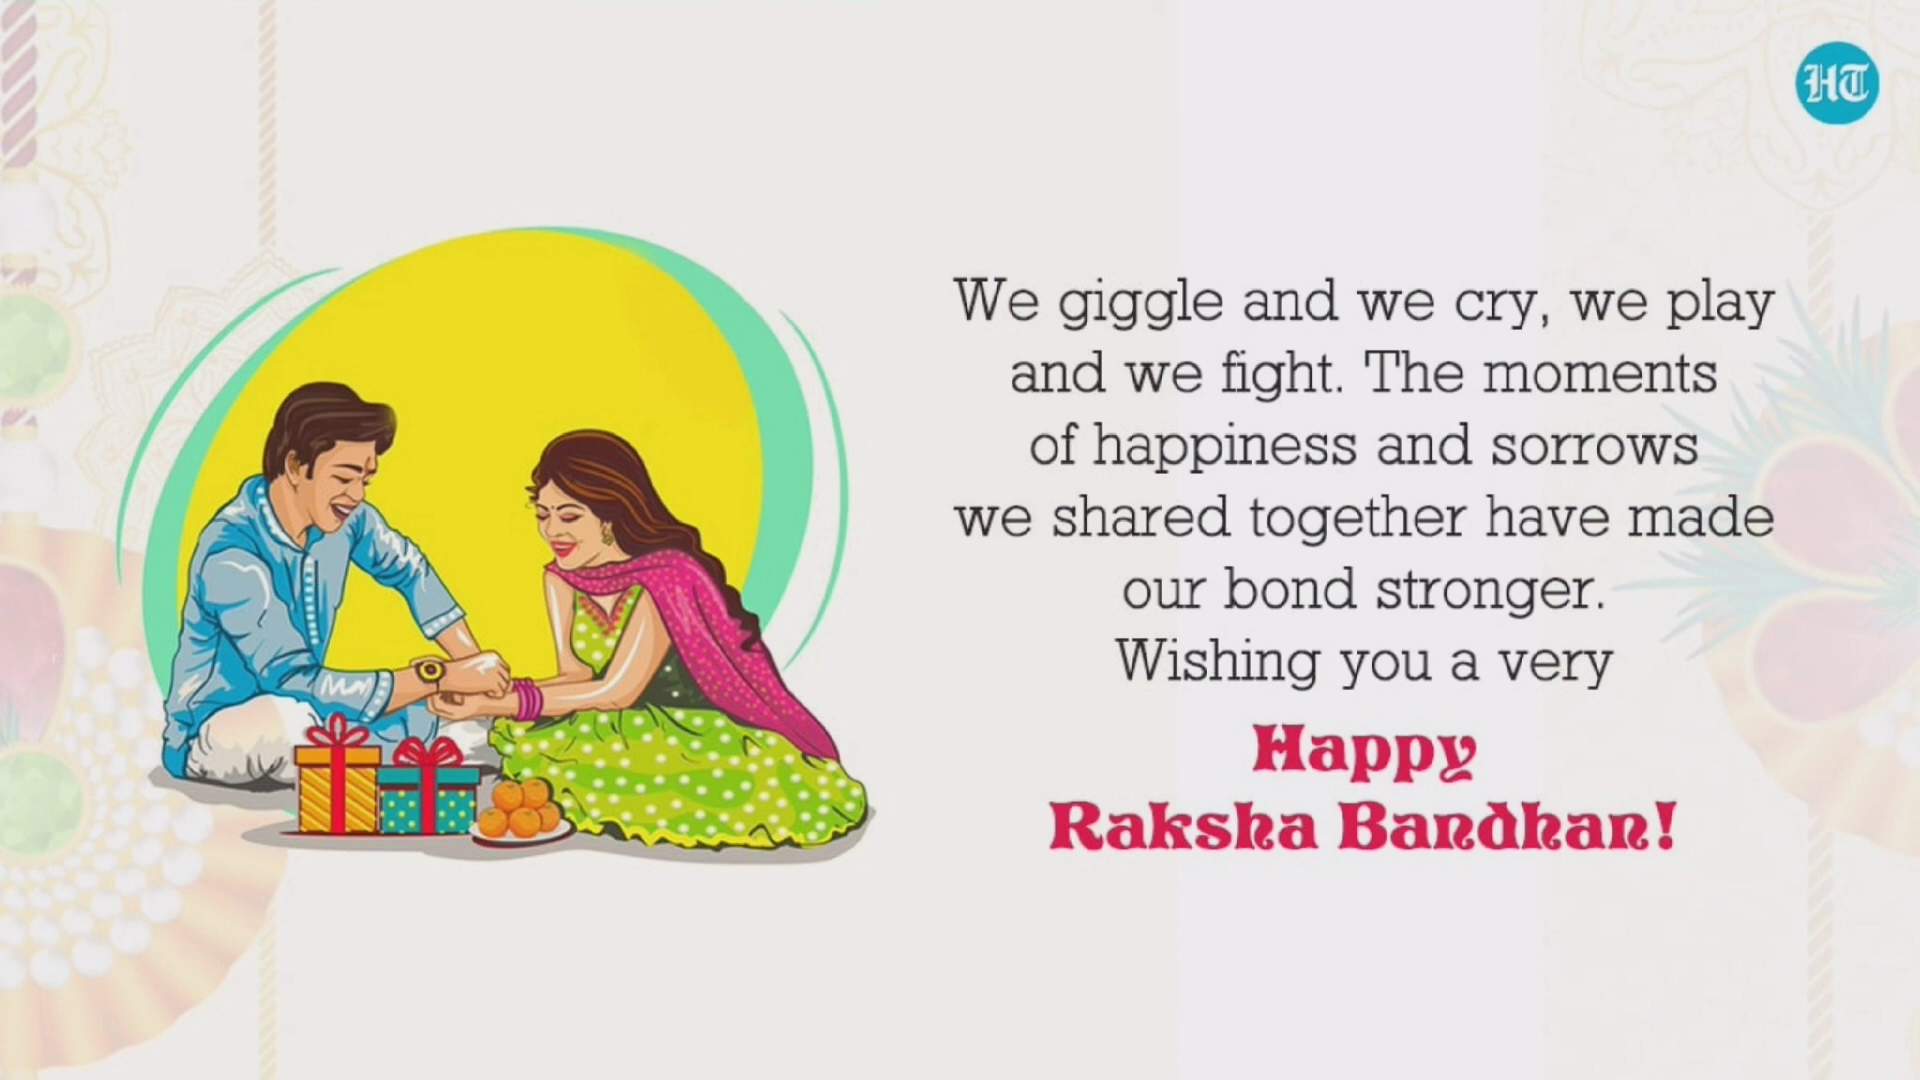 HT
We giggle and we cry, we play
and we fight. The moments
of happiness and sorrows
we shared together have made
our bond stronger.
Wishing you a very
Happy
Raksha Bandhan!